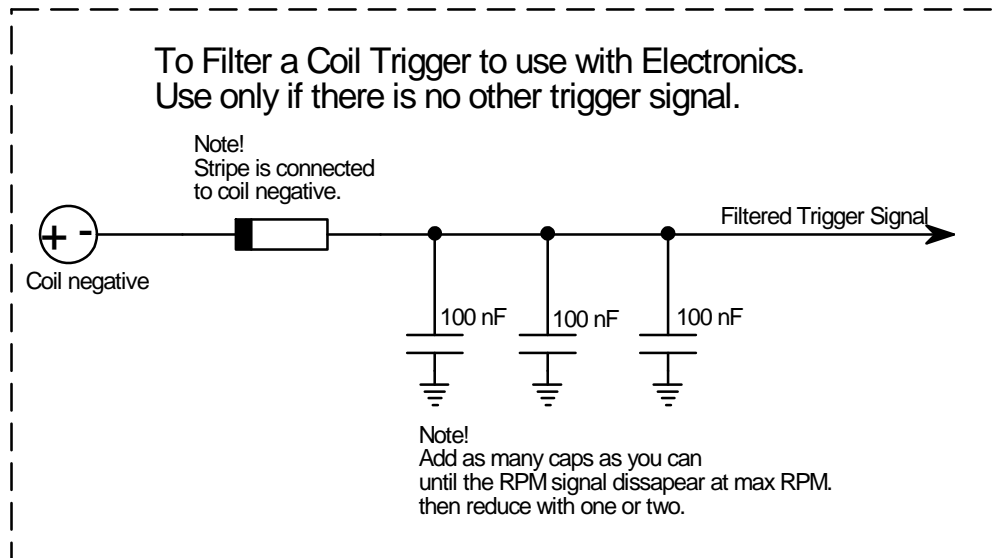 To Filter a Coil Trigger to use with Electronics.
Use only if there is no other trigger signal.
Note!
Stripe is connected
to coil negative.
+ -
Coil negative
Filtered Trigger Signal
100 nF
100 nF
100 nF
Note!
Add as many caps as you can
until the RPM signal dissapear at max RPM.
then reduce with one or two.